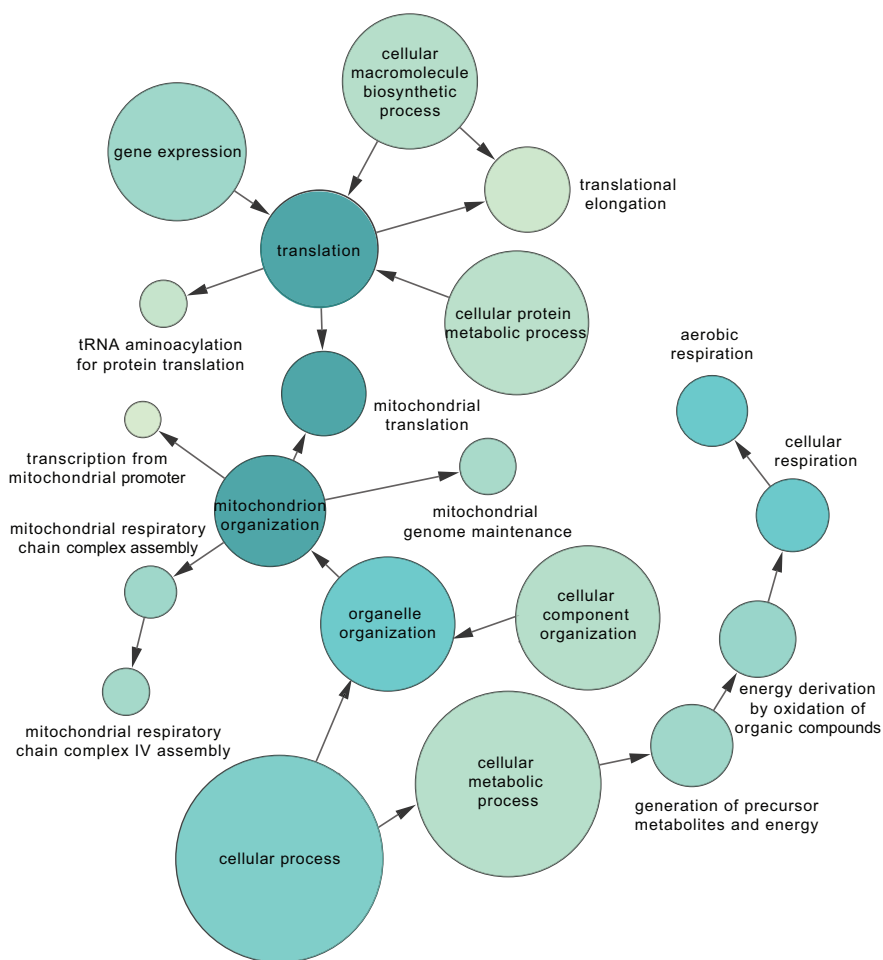 cellular
macromolecule
biosynthetic
process
gene expression
translational
elongation
translation
cellular protein
metabolic process
tRNA aminoacylation
for protein translation
aerobic
respiration
mitochondrial
translation
cellular
respiration
transcription from
mitochondrial promoter
mitochondrion
organization
mitochondrial
genome maintenance
mitochondrial respiratory
chain complex assembly
organelle
organization
cellular
component
organization
mitochondrial respiratory
chain complex IV assembly
energy derivation
by oxidation of
organic compounds
cellular
metabolic
process
generation of precursor
metabolites and energy
cellular process